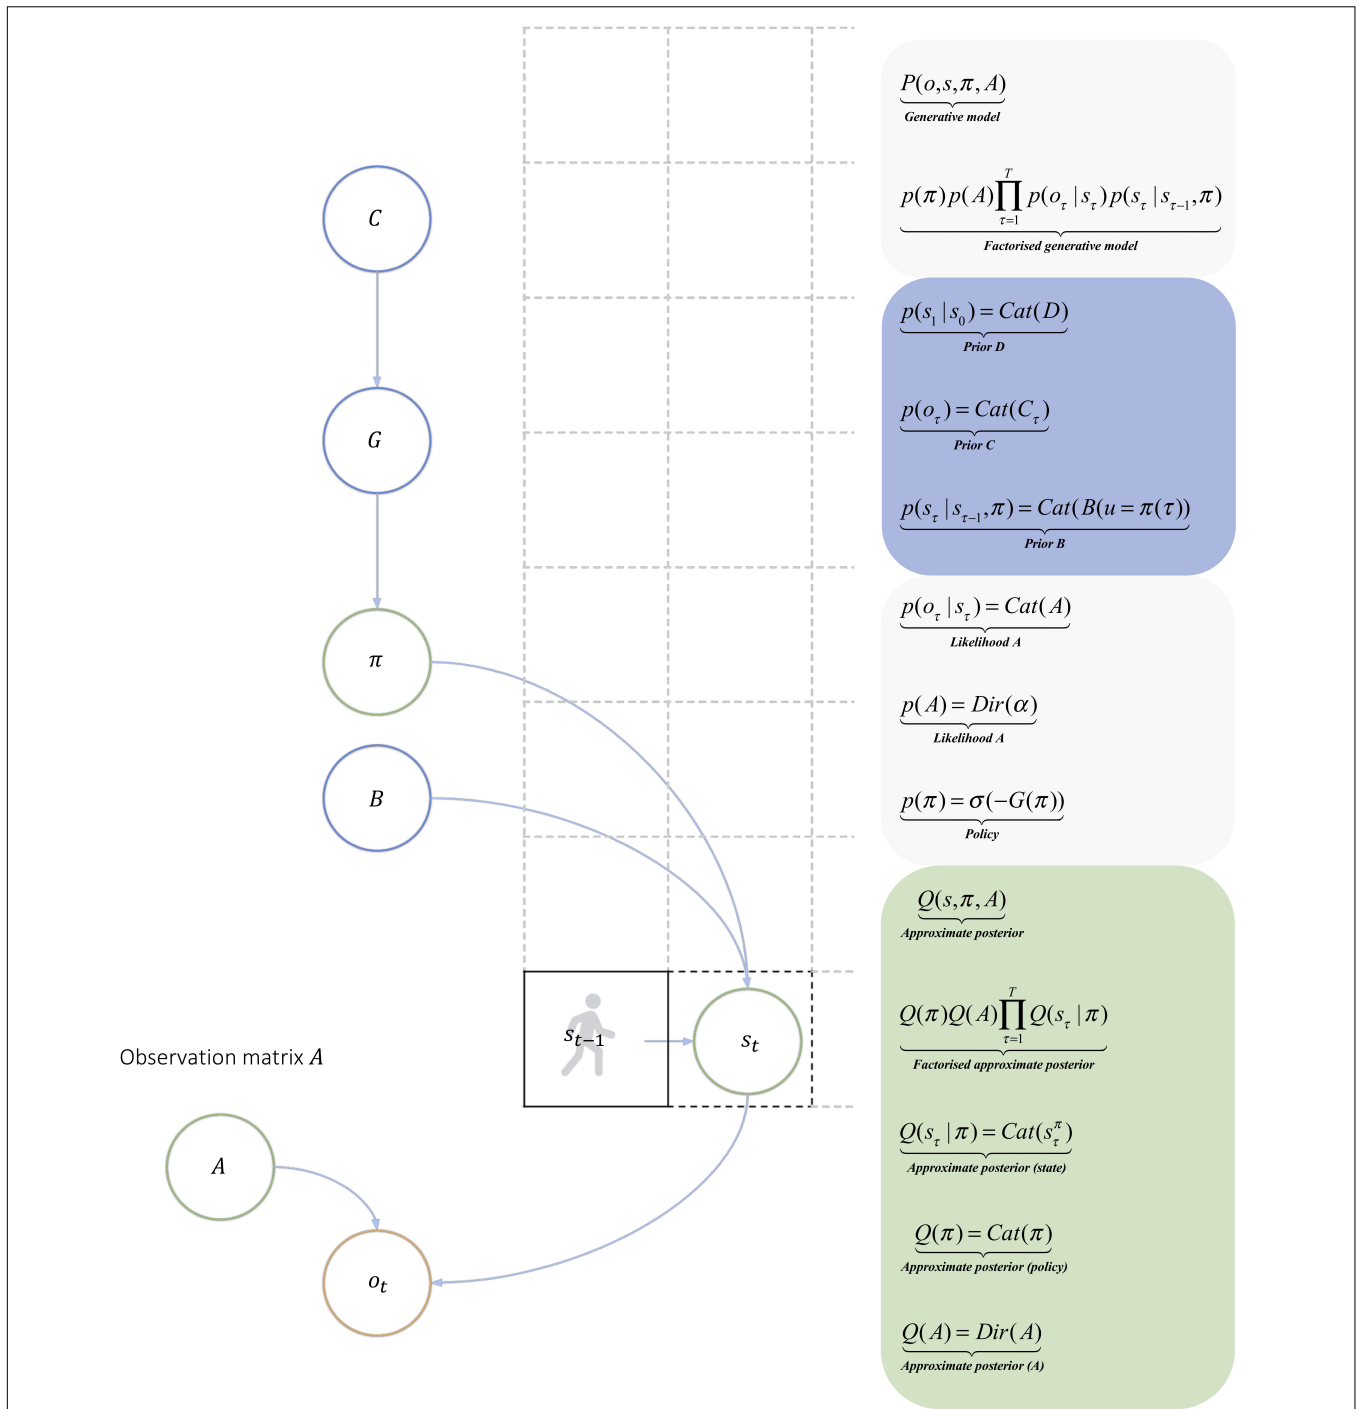 C
G
π
B
s_{t−1}
s_t
Observation matrix A
A
o_t
P(o,s,π,A)
Generative model
p(π)p(A)∏_{τ=1}^{T} p(o_τ | s_τ)p(s_τ | s_{τ−1},π)
Factorised generative model
p(s_1 | s_0) = Cat(D)
Prior D
p(o_τ) = Cat(C_τ)
Prior C
p(s_τ | s_{τ−1},π) = Cat(B(u = π(τ))
Prior B
p(o_τ | s_τ) = Cat(A)
Likelihood A
p(A) = Dir(α)
Likelihood A
p(π) = σ(−G(π))
Policy
Q(s,π,A)
Approximate posterior
Q(π)Q(A)∏_{τ=1}^{T} Q(s_τ | π)
Factorised approximate posterior
Q(s_τ | π) = Cat(s_τ^π)
Approximate posterior (state)
Q(π) = Cat(π)
Approximate posterior (policy)
Q(A) = Dir(A)
Approximate posterior (A)